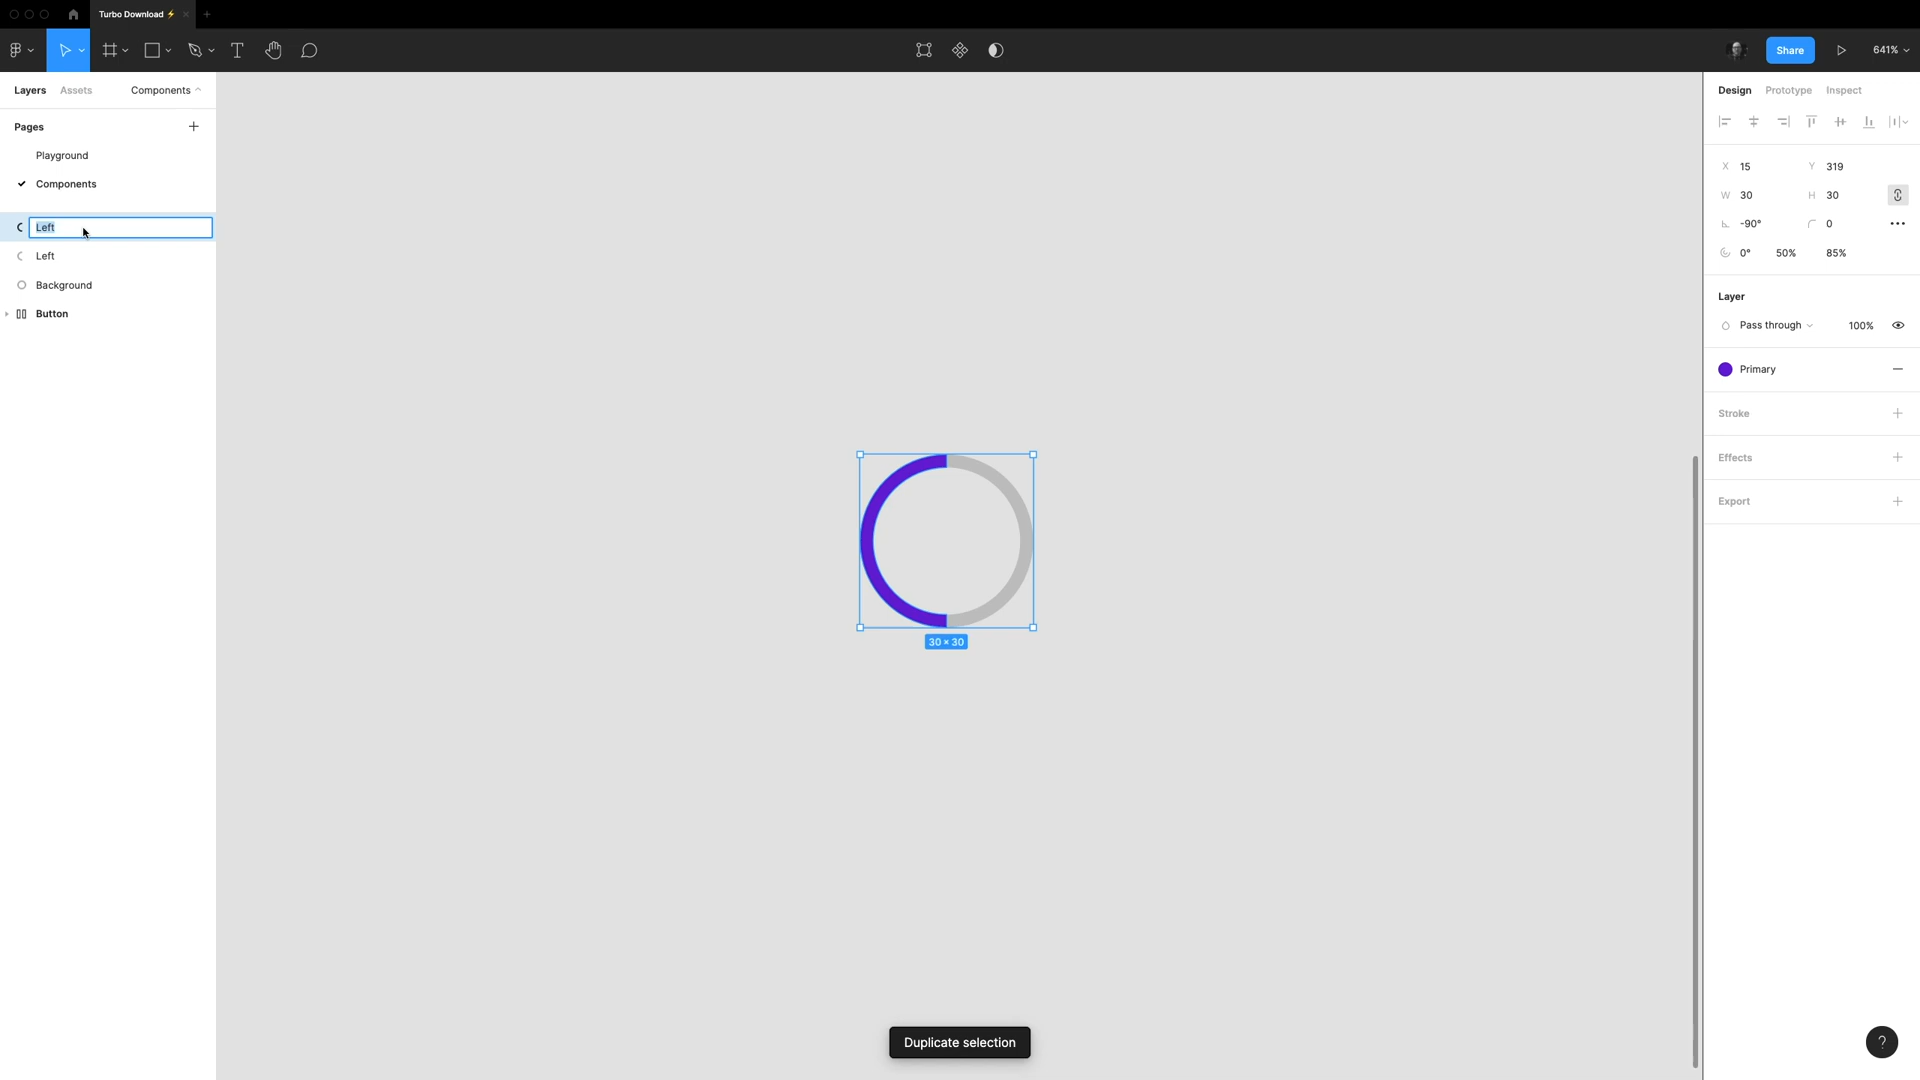 Turbo Download ⚡
Share
641%
Layers
Assets
Components
Pages
Playground
Components
Left
Left
Background
Button
30 × 30
Duplicate selection
Design
Prototype
Inspect
X 15
Y 319
W 30
H 30
-90°
0
0°
50%
85%
Layer
Pass through
100%
Primary
Stroke
Effects
Export
?